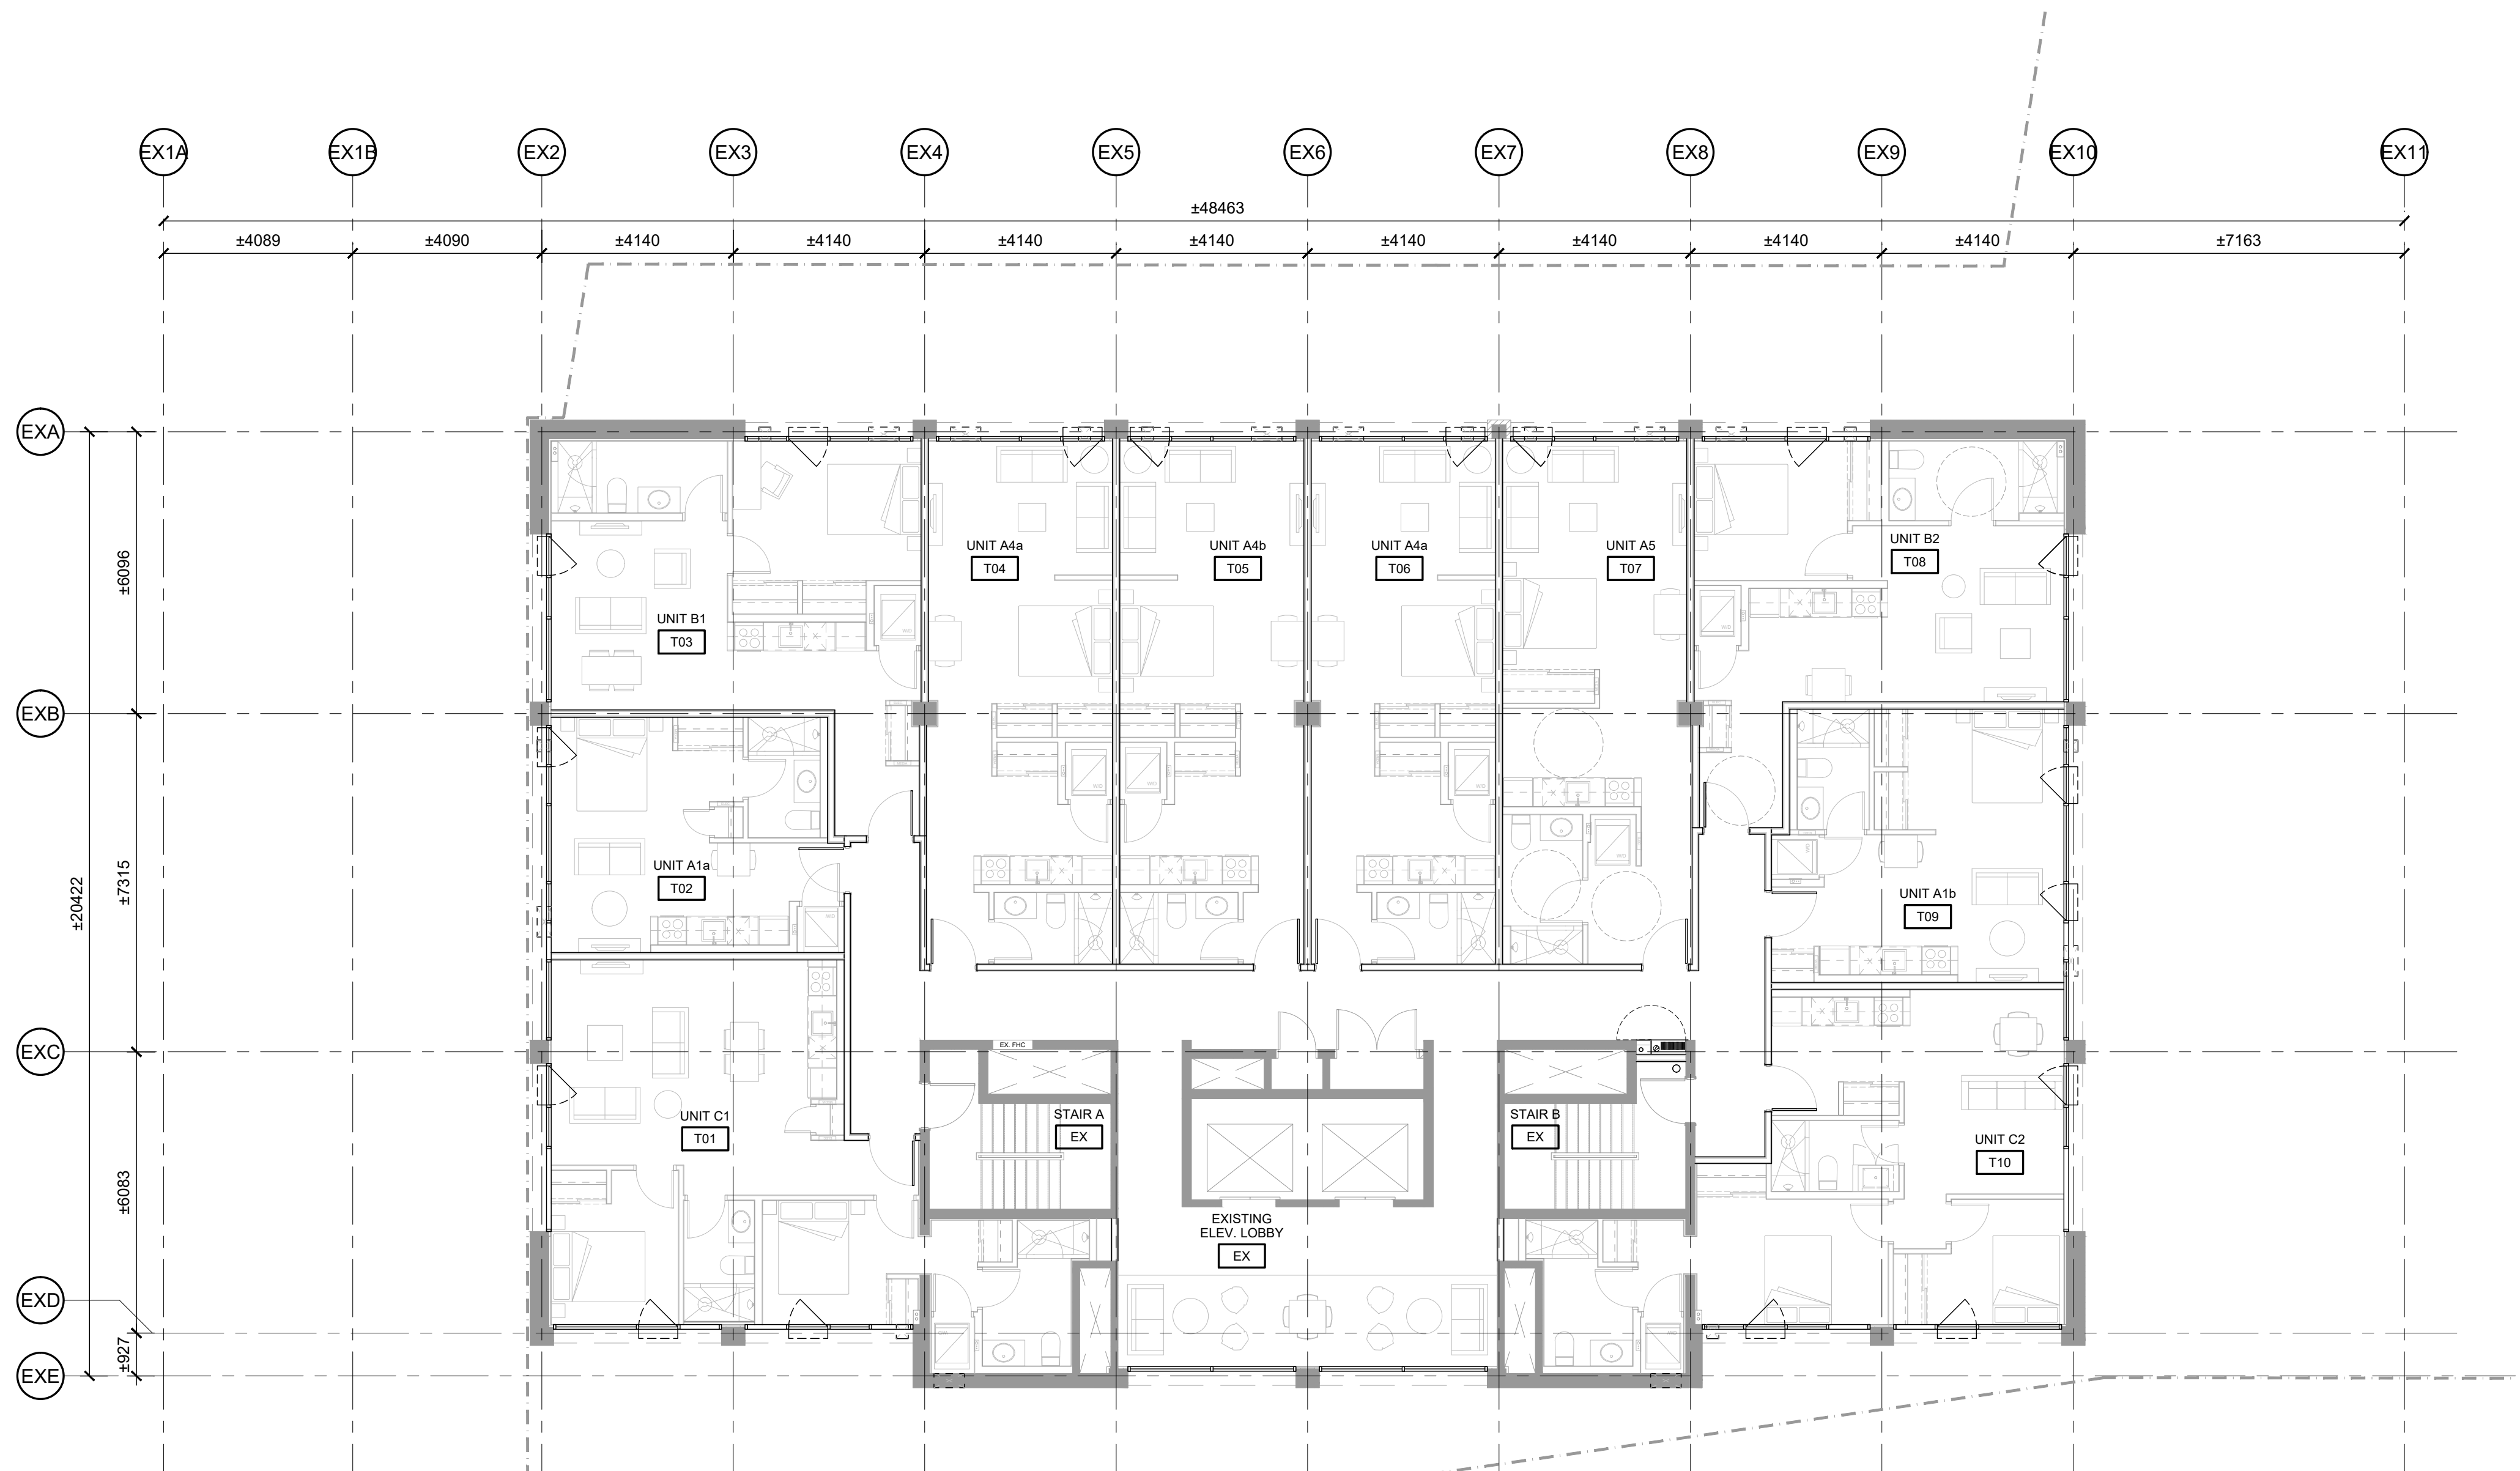 EX1A
EX1B
EX2
EX3
EX4
EX5
EX6
EX7
EX8
EX9
EX10
EX11
±48463
±4089
±4090
±4140
±4140
±4140
±4140
±4140
±4140
±4140
±4140
±7163
EXA
EXB
EXC
EXD
EXE
±20422
±6096
±7315
±6083
±927
UNIT A4a
T04
UNIT A4b
T05
UNIT A4a
T06
UNIT A5
T07
UNIT B2
T08
UNIT B1
T03
UNIT A1a
T02
UNIT A1b
T09
EX. FHC
UNIT C1
T01
STAIR A
EX
STAIR B
EX
UNIT C2
T10
EXISTING
ELEV. LOBBY
EX
W/D
W/D
W/D
W/D
W/D
W/D